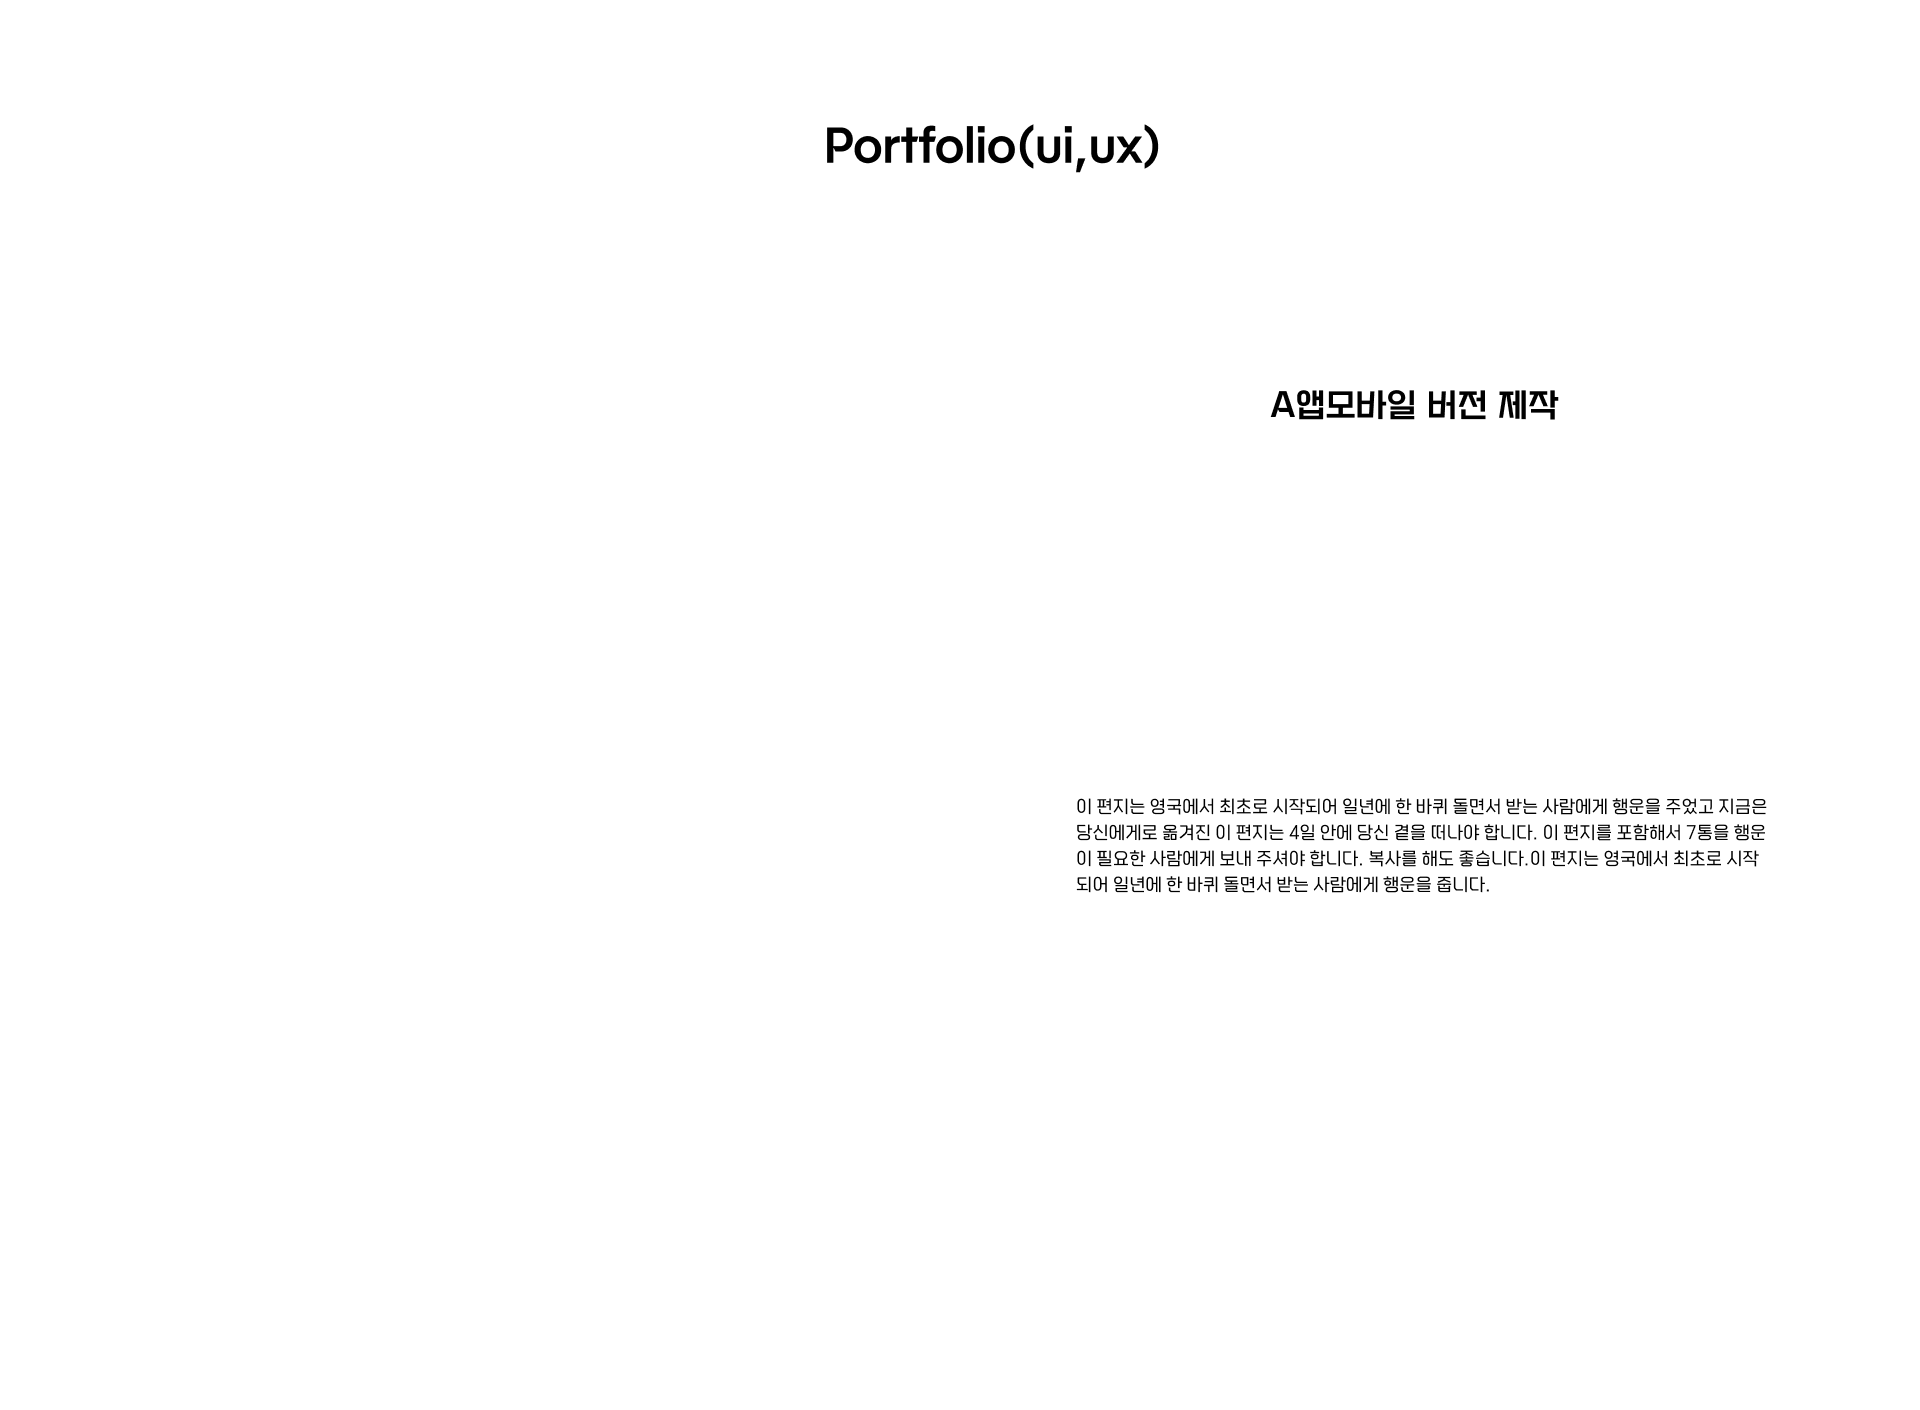 Portfolio(ui,ux)
A앱모바일 버전 제작
이 편지는 영국에서 최초로 시작되어 일년에 한 바퀴 돌면서 받는 사람에게 행운을 주었고 지금은
당신에게로 옮겨진 이 편지는 4일 안에 당신 곁을 떠나야 합니다. 이 편지를 포함해서 7통을 행운
이 필요한 사람에게 보내 주셔야 합니다. 복사를 해도 좋습니다.이 편지는 영국에서 최초로 시작
되어 일년에 한 바퀴 돌면서 받는 사람에게 행운을 줍니다.